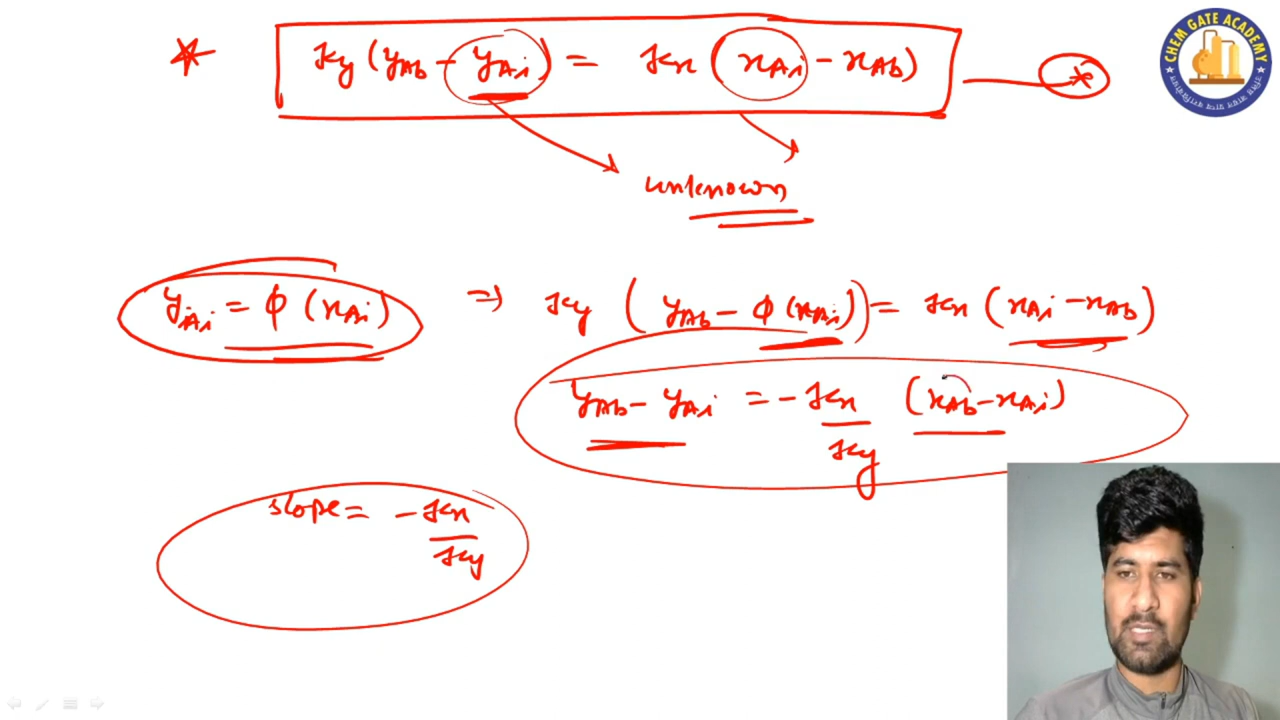 * ky (yAb - yAi) = kx (xAi - xAb) *
unknown
yAi = ϕ (xAi) ⇒ ky (yAb - ϕ (xAi)) = kx (xAi - xAb)
yAb - yAi = - kx/ky (xAb - xAi)
slope = - kx/ky
CHEM GATE ACADEMY